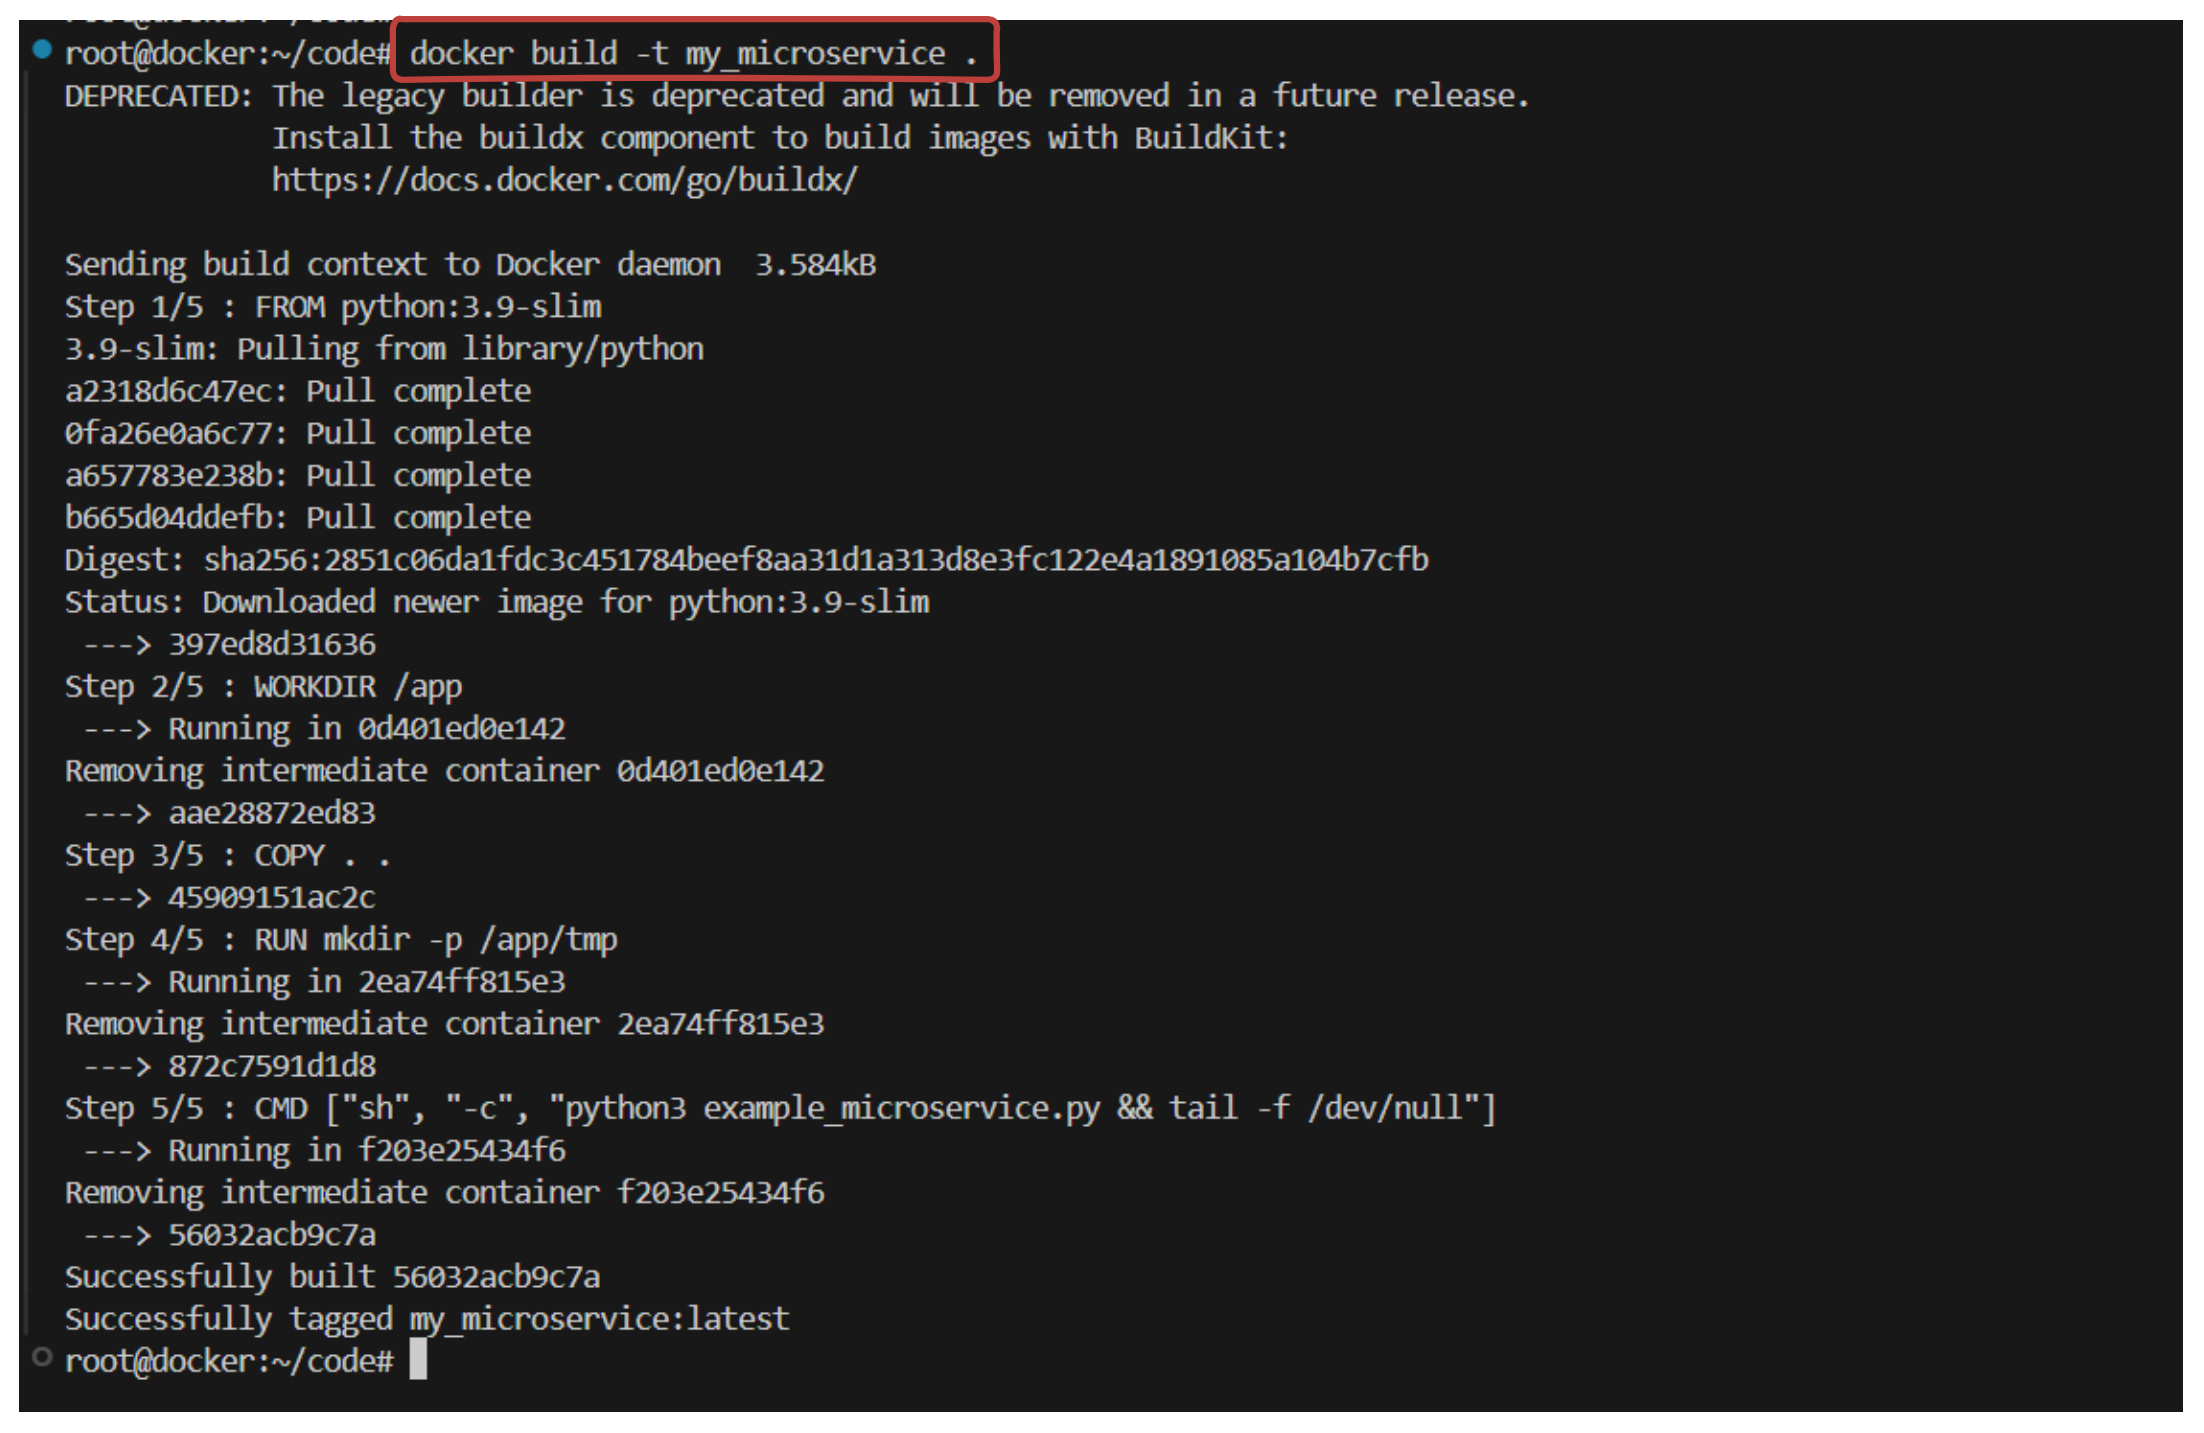 root@docker:~/code# docker build -t my_microservice .
DEPRECATED: The legacy builder is deprecated and will be removed in a future release.
            Install the buildx component to build images with BuildKit:
            https://docs.docker.com/go/buildx/

Sending build context to Docker daemon  3.584kB
Step 1/5 : FROM python:3.9-slim
3.9-slim: Pulling from library/python
a2318d6c47ec: Pull complete
0fa26e0a6c77: Pull complete
a657783e238b: Pull complete
b665d04ddefb: Pull complete
Digest: sha256:2851c06da1fdc3c451784beef8aa31d1a313d8e3fc122e4a1891085a104b7cfb
Status: Downloaded newer image for python:3.9-slim
 ---> 397ed8d31636
Step 2/5 : WORKDIR /app
 ---> Running in 0d401ed0e142
Removing intermediate container 0d401ed0e142
 ---> aae28872ed83
Step 3/5 : COPY . .
 ---> 45909151ac2c
Step 4/5 : RUN mkdir -p /app/tmp
 ---> Running in 2ea74ff815e3
Removing intermediate container 2ea74ff815e3
 ---> 872c7591d1d8
Step 5/5 : CMD ["sh", "-c", "python3 example_microservice.py && tail -f /dev/null"]
 ---> Running in f203e25434f6
Removing intermediate container f203e25434f6
 ---> 56032acb9c7a
Successfully built 56032acb9c7a
Successfully tagged my_microservice:latest
root@docker:~/code#